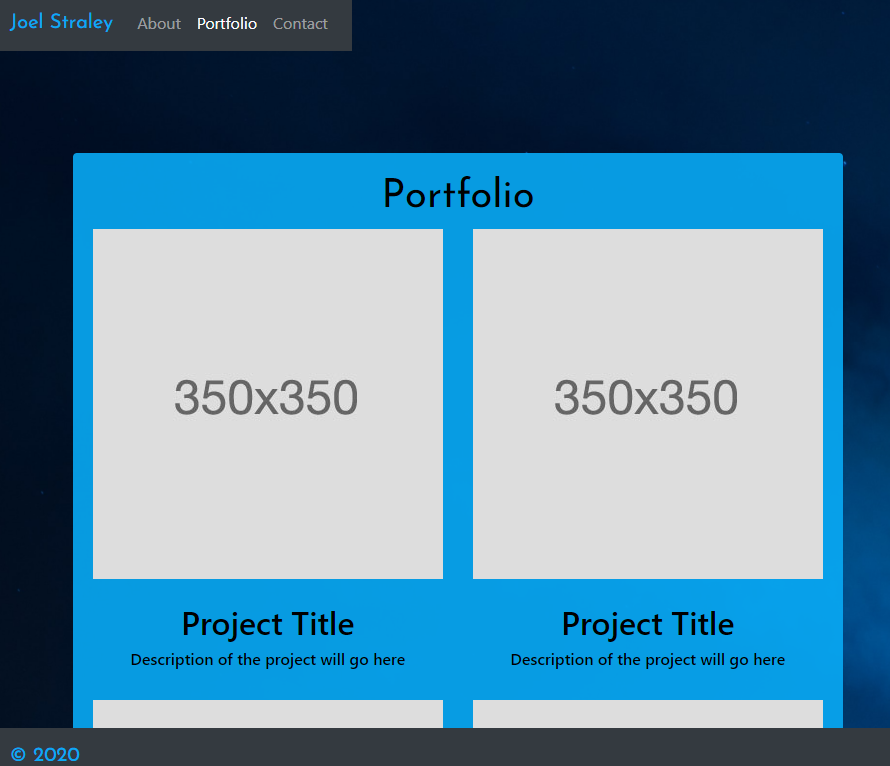 Joel Straley About Portfolio Contact
Portfolio
350x350 350x350
Project Title Project Title
Description of the project will go here Description of the project will go here
© 2020